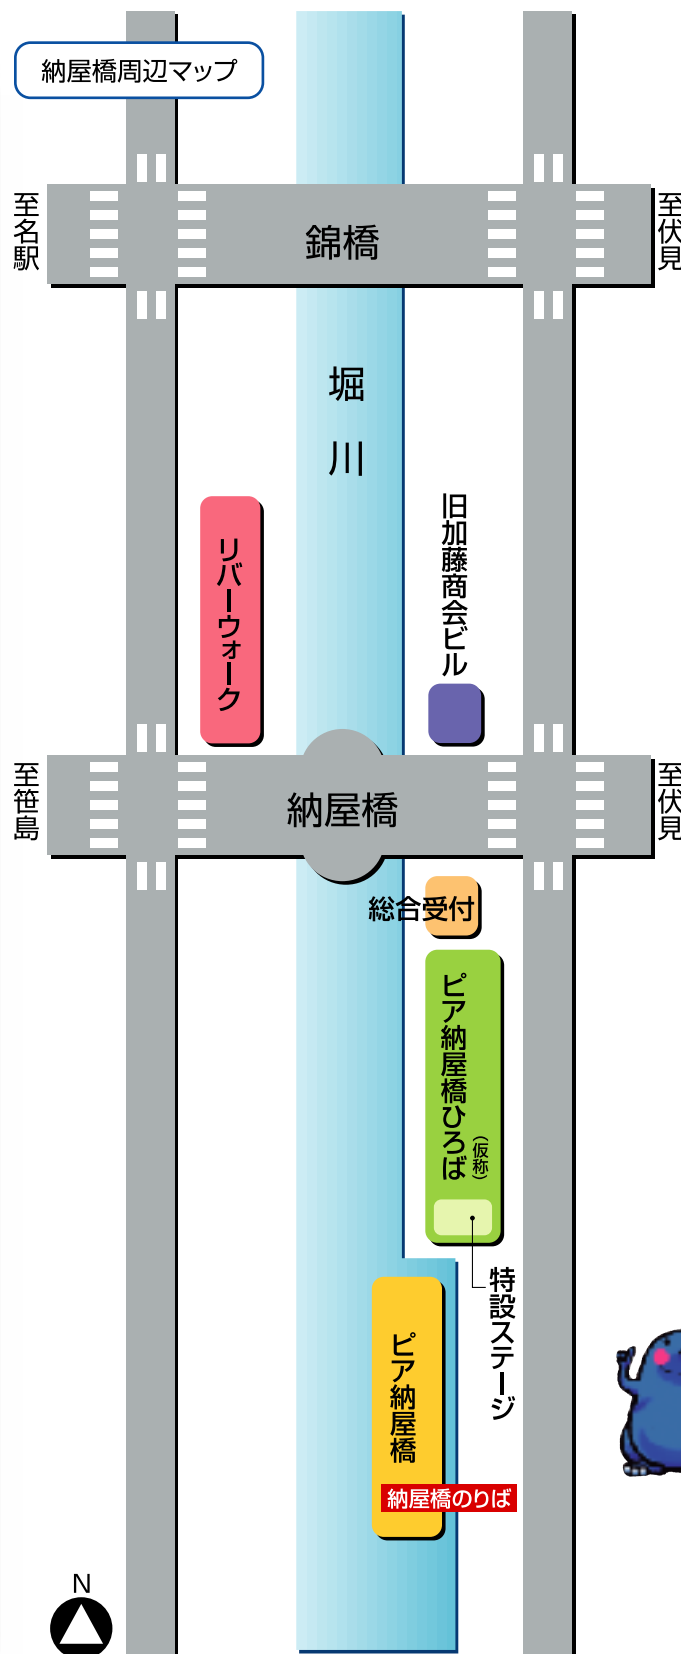 納屋橋周辺マップ
至名駅
錦橋
至伏見
堀川
リバーウォーク
旧加藤商会ビル
至笹島
納屋橋
至伏見
総合受付
ピア納屋橋ひろば
(仮称)
特設ステージ
ピア納屋橋
納屋橋のりば
N